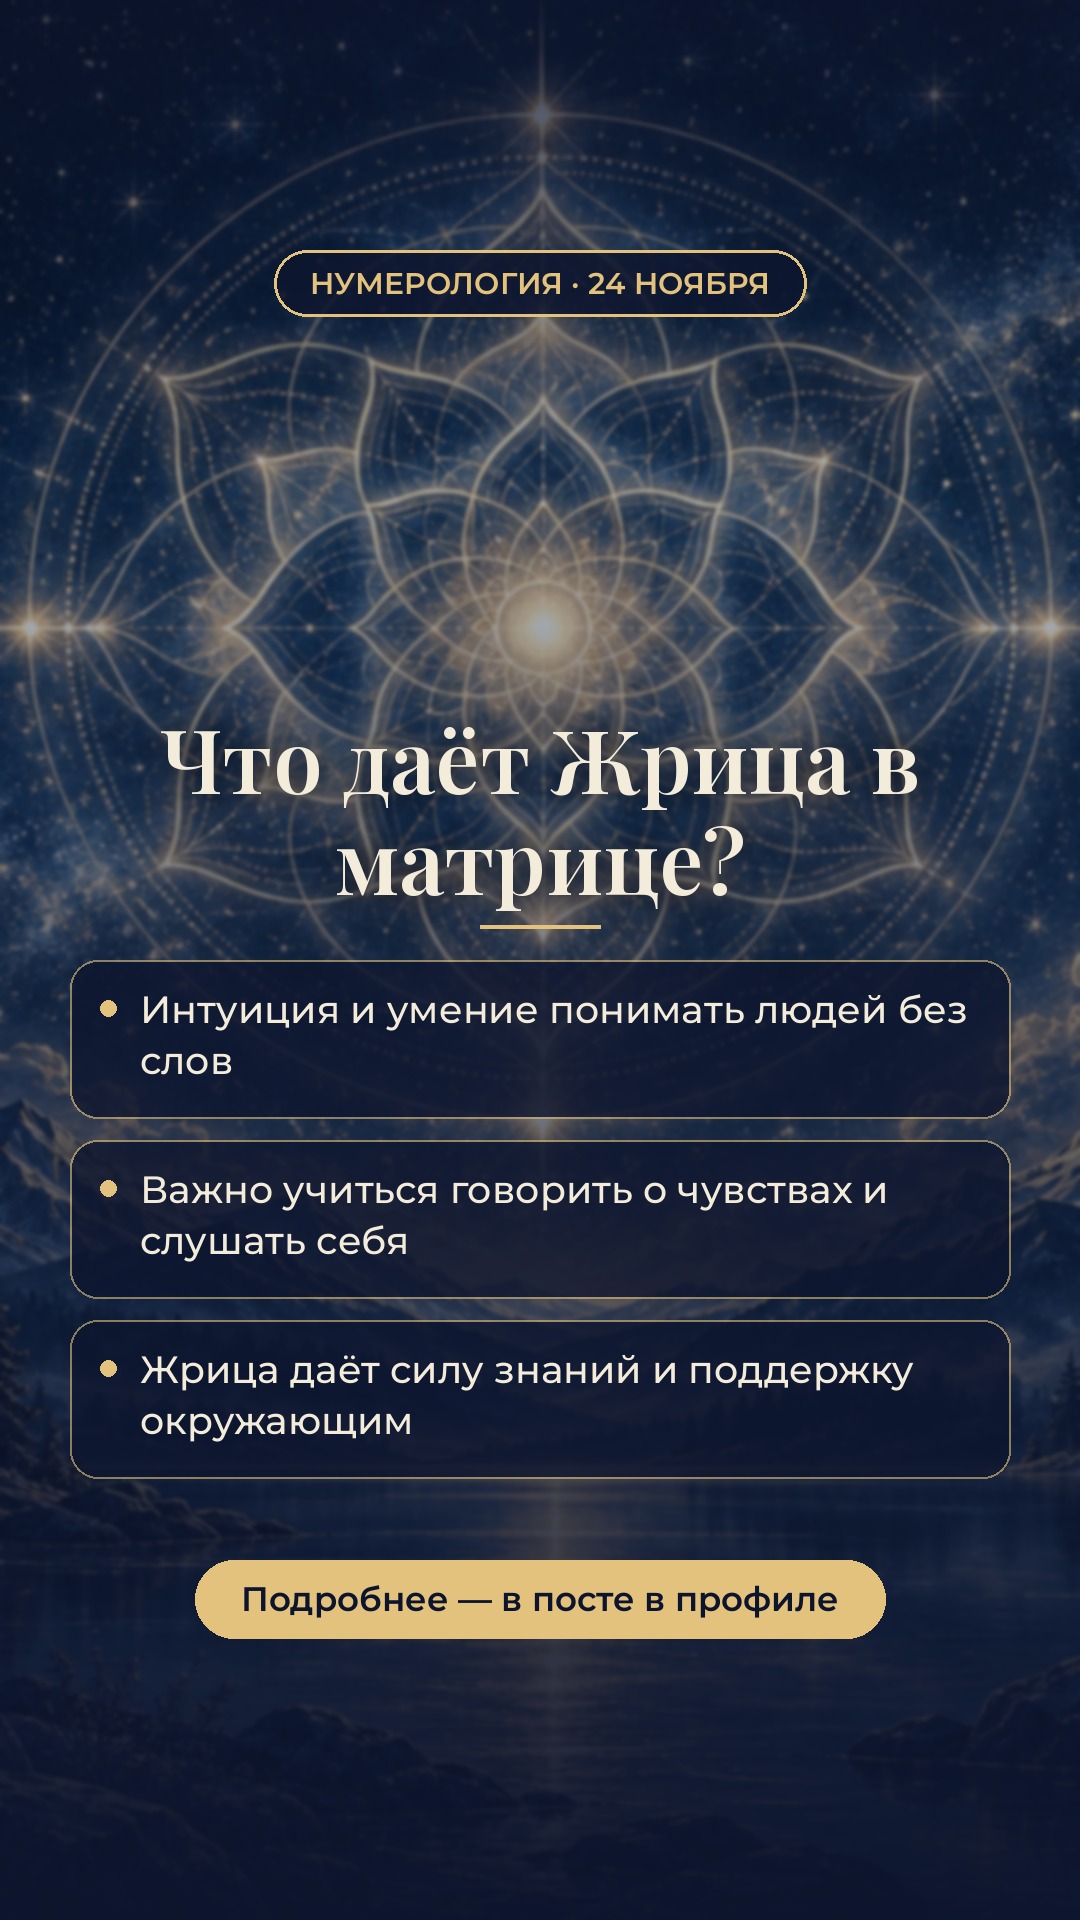 НУМЕРОЛОГИЯ · 24 НОЯБРЯ
Что даёт Жрица в
матрице?
Интуиция и умение понимать людей без
слов
Важно учиться говорить о чувствах и
слушать себя
Жрица даёт силу знаний и поддержку
окружающим
Подробнее — в посте в профиле